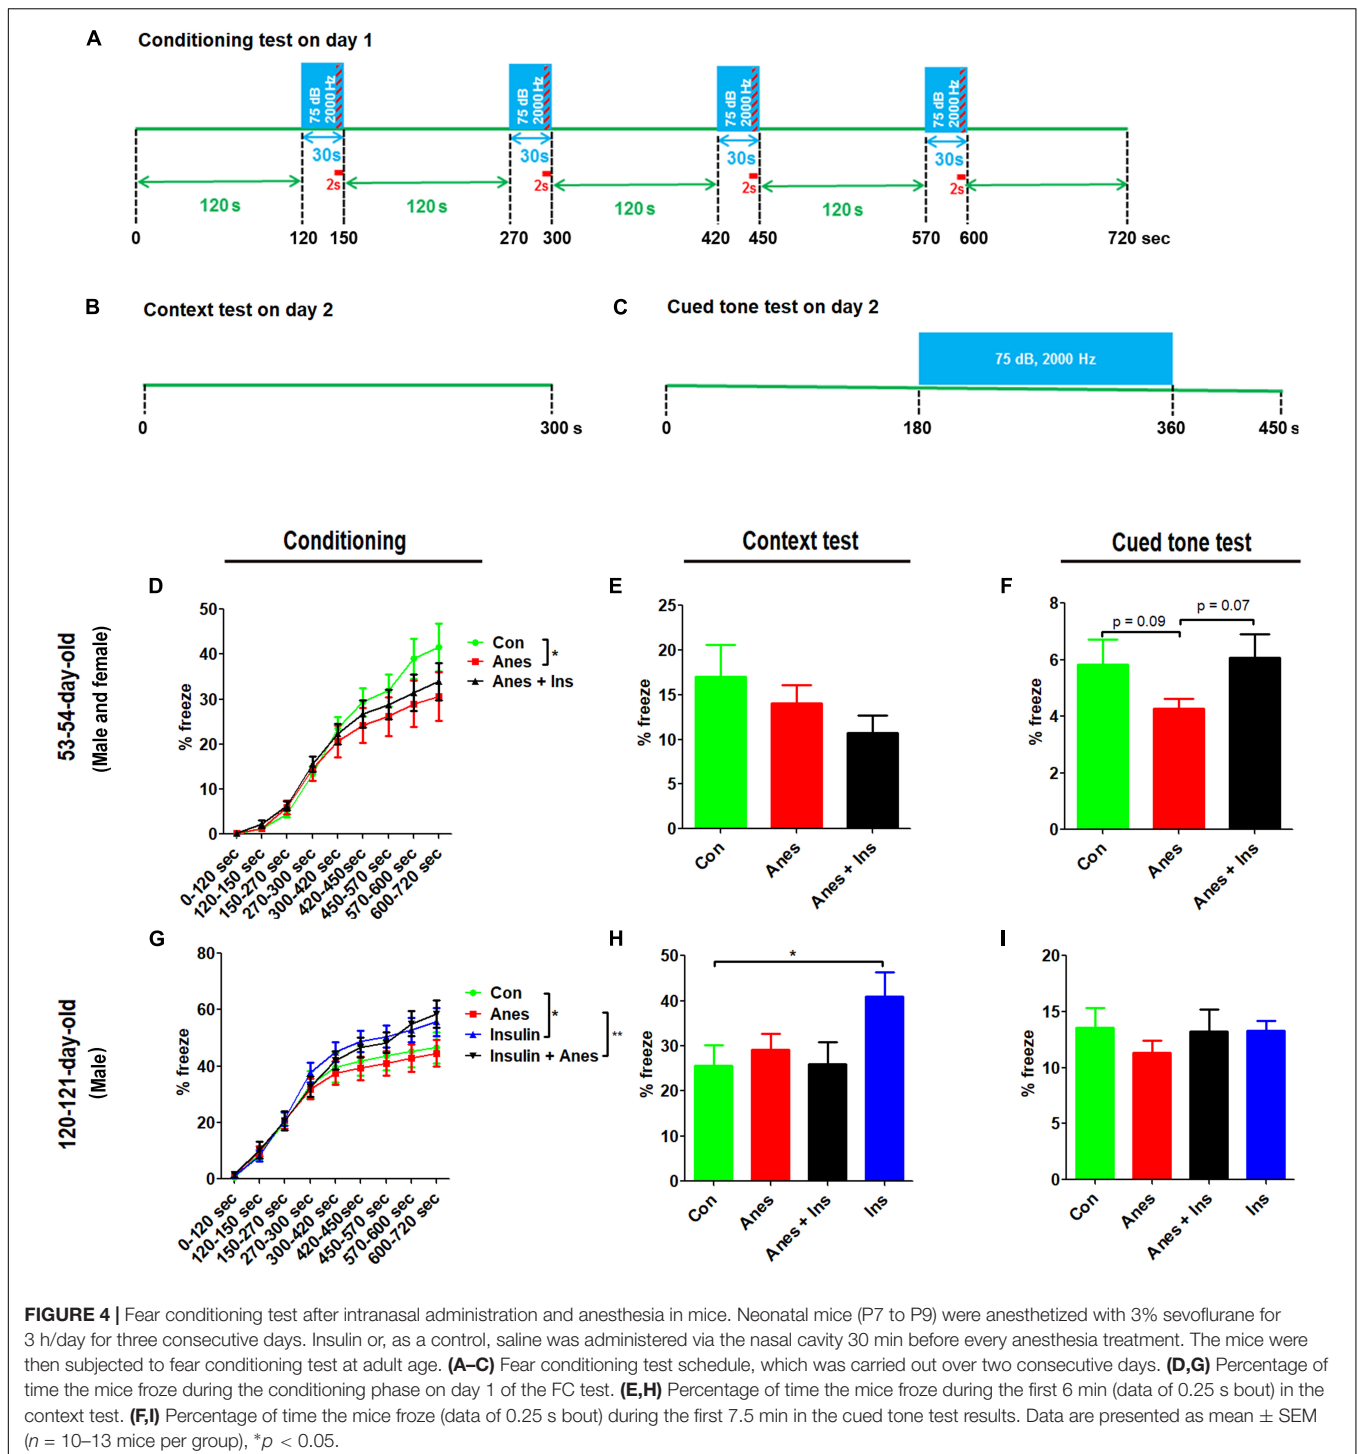 A Conditioning test on day 1
75 dB
2000 Hz
75 dB
2000 Hz
75 dB
2000 Hz
75 dB
2000 Hz
30s 30s 30s 30s
2s 2s 2s 2s
120 s 120 s 120 s 120 s
0 120 150 270 300 420 450 570 600 720 sec
B Context test on day 2
0 300 s
C Cued tone test on day 2
75 dB, 2000 Hz
0 180 360 450 s
Conditioning Context test Cued tone test
53-54-day-old
(Male and female)
D
% freeze
50
40
30
20
10
0
Con
Anes
Anes + Ins
*
0-120 sec
120-150 sec
150-270 sec
270-300 sec
300-420 sec
420-450sec
450-570 sec
570-600 sec
600-720 sec
E
% freeze
25
20
15
10
5
0
Con
Anes
Anes + Ins
F
% freeze
8
6
4
2
0
p = 0.09
p = 0.07
Con
Anes
Anes + Ins
120-121-day-old
(Male)
G
% freeze
80
60
40
20
0
Con
Anes
Insulin
Insulin + Anes
*
**
0-120 sec
120-150 sec
150-270 sec
270-300 sec
300-420 sec
420-450sec
450-570 sec
570-600 sec
600-720 sec
H
% freeze
50
40
30
20
10
0
*
Con
Anes
Anes + Ins
Ins
I
% freeze
20
15
10
5
0
Con
Anes
Anes + Ins
Ins
FIGURE 4 | Fear conditioning test after intranasal administration and anesthesia in mice. Neonatal mice (P7 to P9) were anesthetized with 3% sevoflurane for
3 h/day for three consecutive days. Insulin or, as a control, saline was administered via the nasal cavity 30 min before every anesthesia treatment. The mice were
then subjected to fear conditioning test at adult age. (A–C) Fear conditioning test schedule, which was carried out over two consecutive days. (D,G) Percentage of
time the mice froze during the conditioning phase on day 1 of the FC test. (E,H) Percentage of time the mice froze during the first 6 min (data of 0.25 s bout) in the
context test. (F,I) Percentage of time the mice froze (data of 0.25 s bout) during the first 7.5 min in the cued tone test results. Data are presented as mean ± SEM
(n = 10–13 mice per group), *p < 0.05.